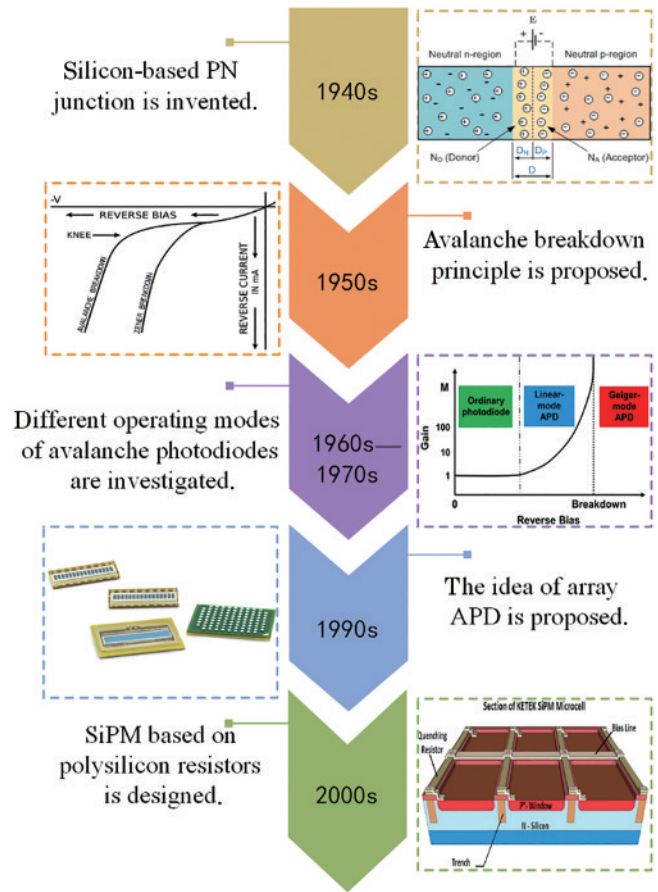 Silicon-based PN
junction is invented.
1940s
E
+ -
Neutral n-region
Neutral p-region
N_D (Donor)
D_N
D_P
N_A (Acceptor)
D
-V
REVERSE BIAS
KNEE
AVALANCHE BREAKDOWN
ZENER BREAKDOWN
REVERSE CURRENT
IN mA
1950s
Avalanche breakdown
principle is proposed.
Different operating modes
of avalanche photodiodes
are investigated.
1960s—
1970s
M
100
10
1
0
Gain
Ordinary
photodiode
Linear-
mode
APD
Geiger-
mode
APD
Breakdown
Reverse Bias
1990s
The idea of array
APD is proposed.
SiPM based on
polysilicon resistors
is designed.
2000s
Section of KETEK SiPM Microcell
Quenching
Resistor
Bias Line
P⁺-Window
N - Silicon
Trench